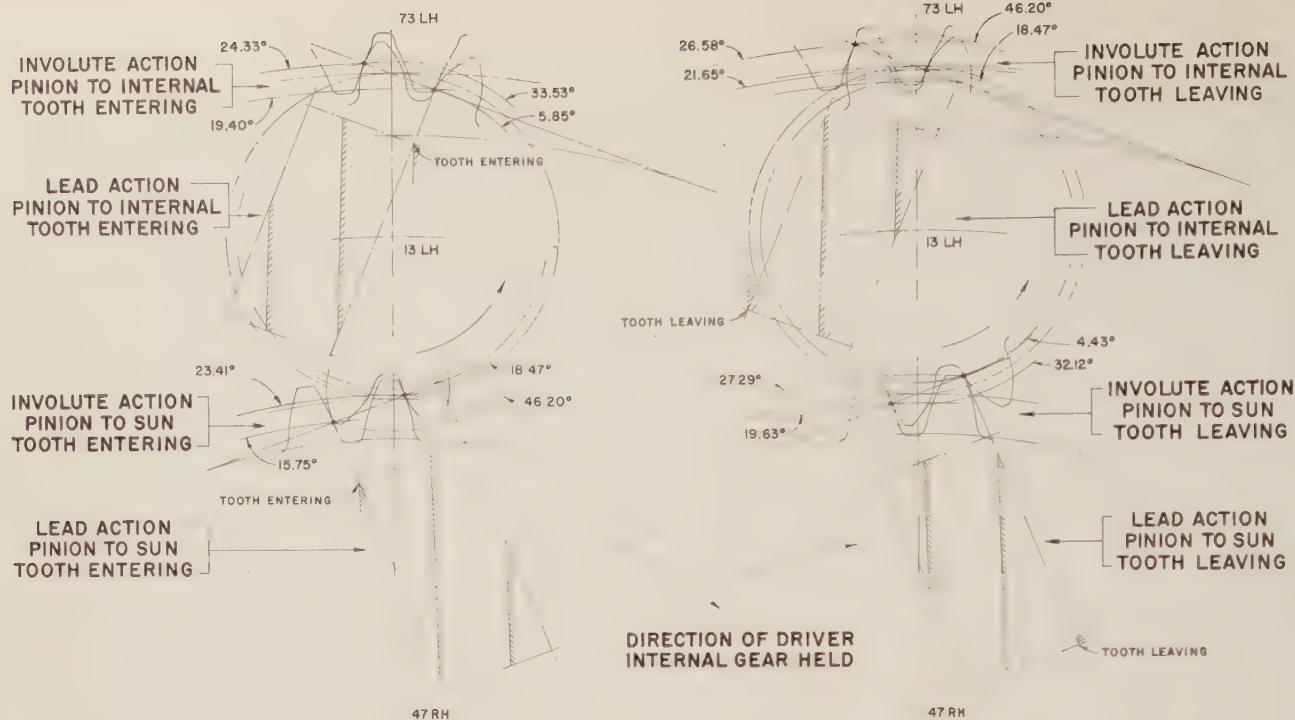 73 LH
24.33°
INVOLUTE ACTION
PINION TO INTERNAL
TOOTH ENTERING
19.40°
33.53°
5.85°
TOOTH ENTERING
LEAD ACTION
PINION TO INTERNAL
TOOTH ENTERING
13 LH
23.41°
18 47°
46 20°
INVOLUTE ACTION
PINION TO SUN
TOOTH ENTERING
15.75°
TOOTH ENTERING
LEAD ACTION
PINION TO SUN
TOOTH ENTERING
47 RH
73 LH
46.20°
18.47°
26.58°
21.65°
INVOLUTE ACTION
PINION TO INTERNAL
TOOTH LEAVING
LEAD ACTION
PINION TO INTERNAL
TOOTH LEAVING
13 LH
TOOTH LEAVING
4.43°
32.12°
27 29°
19.63°
INVOLUTE ACTION
PINION TO SUN
TOOTH LEAVING
LEAD ACTION
PINION TO SUN
TOOTH LEAVING
DIRECTION OF DRIVER
INTERNAL GEAR HELD
TOOTH LEAVING
47 RH